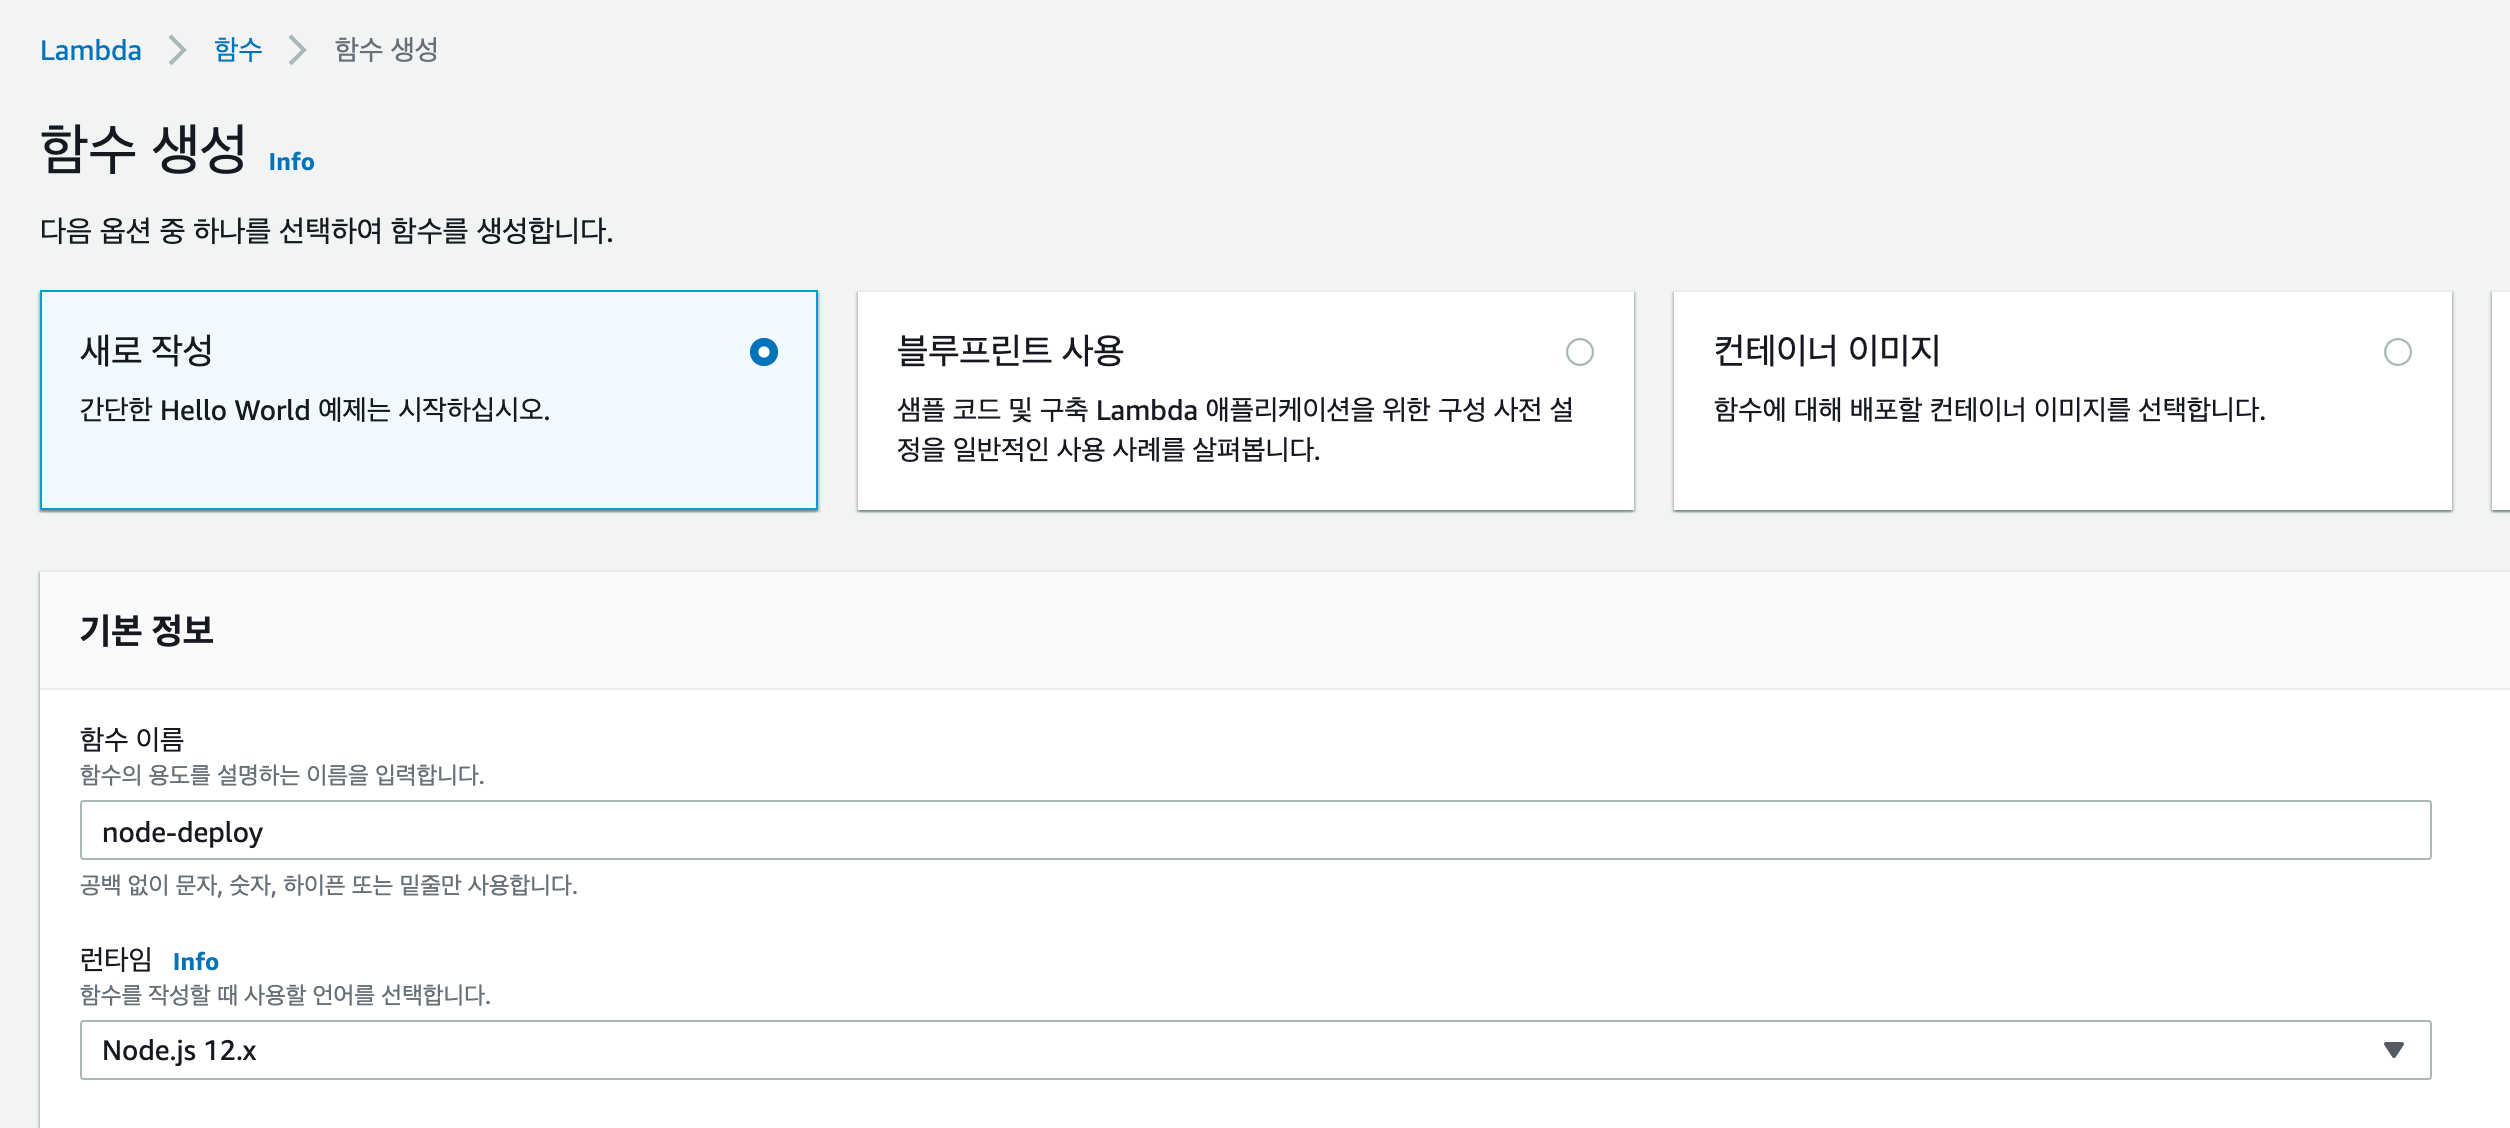 Lambda > 함수 > 함수 생성
함수 생성 Info
다음 옵션 중 하나를 선택하여 함수를 생성합니다.
새로 작성
간단한 Hello World 예제는 시작하십시오.
블루프린트 사용
샘플 코드 및 구축 Lambda 애플리케이션을 위한 구성 사전 설
정을 일반적인 사용 사례를 살펴봅니다.
컨테이너 이미지
함수에 대해 배포할 컨테이너 이미지를 선택합니다.
기본 정보
함수 이름
함수의 용도를 설명하는 이름을 입력합니다.
node-deploy
공백 없이 문자, 숫자, 하이픈 또는 밑줄만 사용합니다.
런타임 Info
함수를 작성할 때 사용할 언어를 선택합니다.
Node.js 12.x